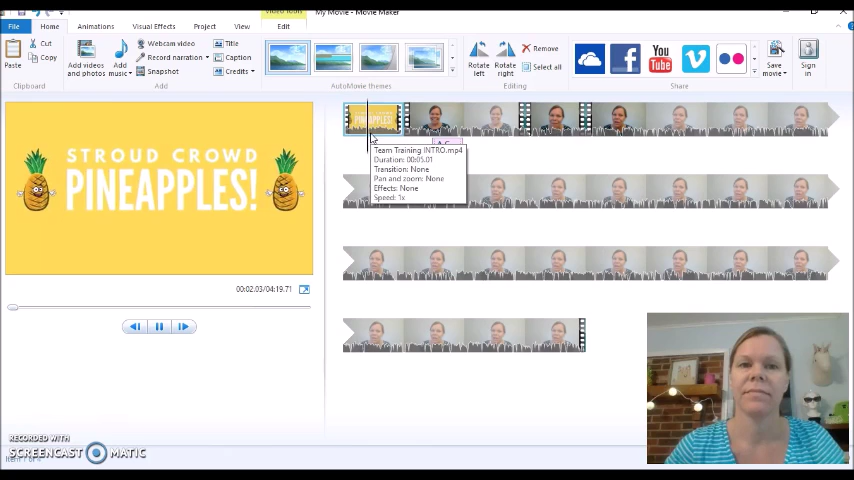 Video Tools
My Movie - Movie Maker
File
Home
Animations
Visual Effects
Project
View
Edit
Paste
Cut
Copy
Clipboard
Add videos
and photos
Add
music
Webcam video
Record narration
Snapshot
Title
Caption
Credits
Add
AutoMovie themes
Rotate
left
Rotate
right
Remove
Select all
Editing
You
Tube
Share
Save
movie
Sign
in
STROUD CROWD
PINEAPPLES!
PINEAPPLES!
Team Training INTRO.mp4
Duration: 00:05.01
Transition: None
Pan and zoom: None
Effects: None
Speed: 1x
00:02.03/04:19.71
RECORDED WITH
SCREENCAST MATIC